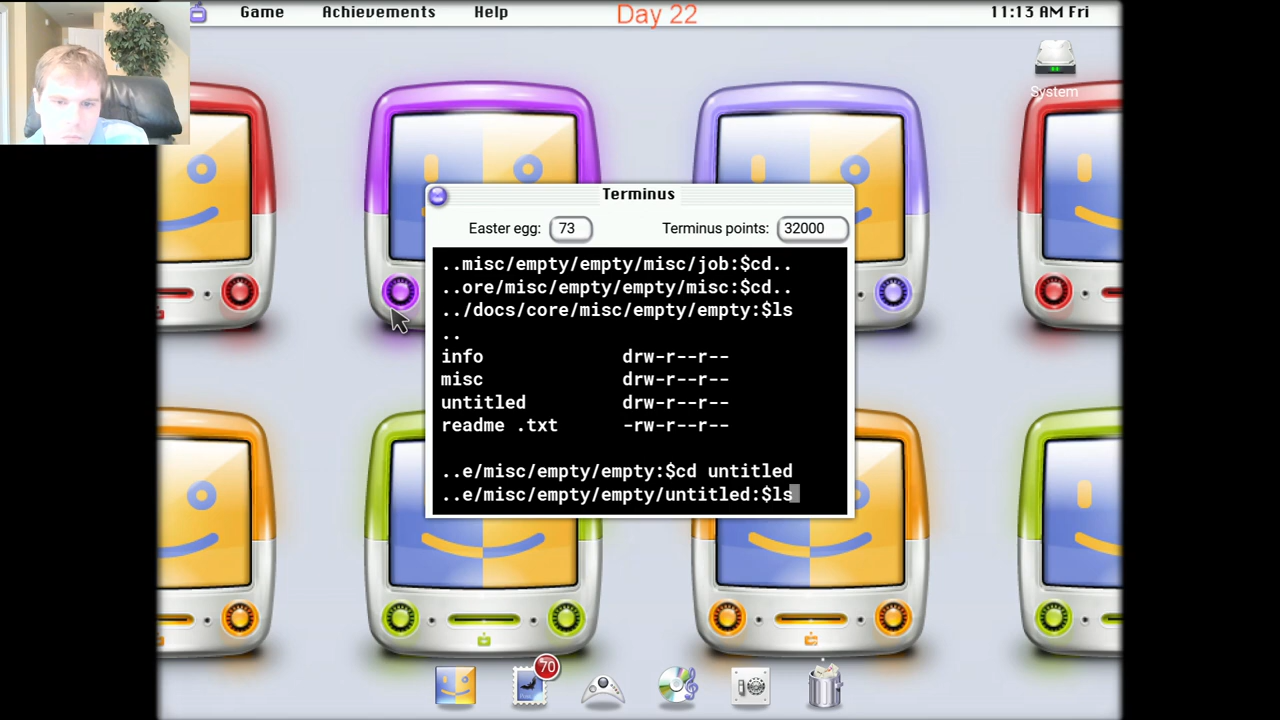 Game Achievements Help Day 22 11:13 AM Fri
System
Terminus
Easter egg: 73 Terminus points: 32000
..misc/empty/empty/misc/job:$cd..
..ore/misc/empty/empty/misc:$cd..
../docs/core/misc/empty/empty:$ls
..
info drw-r--r--
misc drw-r--r--
untitled drw-r--r--
readme .txt -rw-r--r--
..e/misc/empty/empty:$cd untitled
..e/misc/empty/empty/untitled:$ls
70